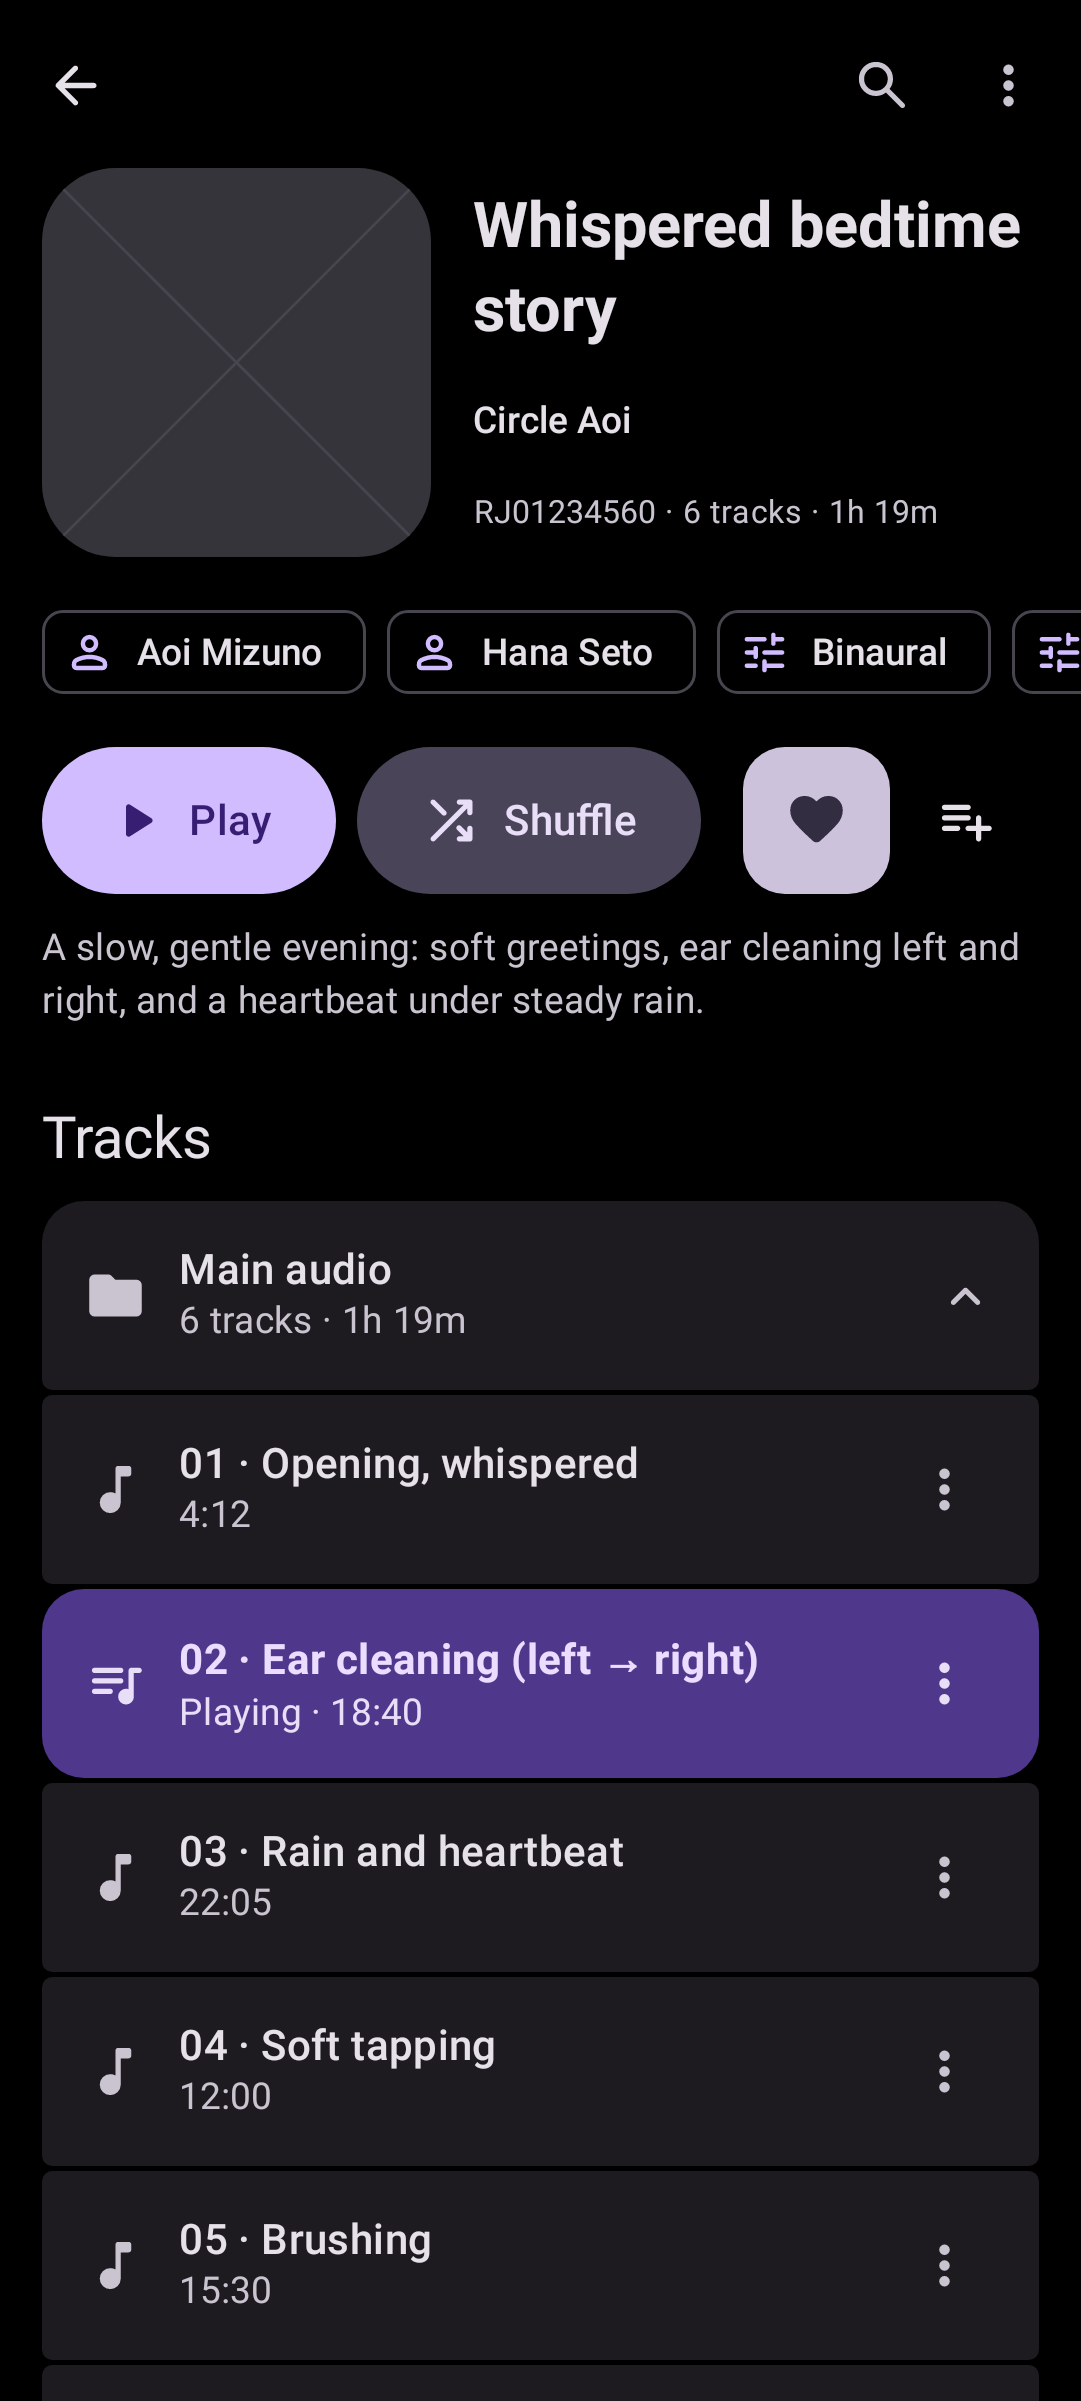 Whispered bedtime
story
Circle Aoi
RJ01234560 · 6 tracks · 1h 19m
Aoi Mizuno
Hana Seto
Binaural
Play
Shuffle
A slow, gentle evening: soft greetings, ear cleaning left and
right, and a heartbeat under steady rain.
Tracks
Main audio
6 tracks · 1h 19m
01 · Opening, whispered
4:12
02 · Ear cleaning (left → right)
Playing · 18:40
03 · Rain and heartbeat
22:05
04 · Soft tapping
12:00
05 · Brushing
15:30